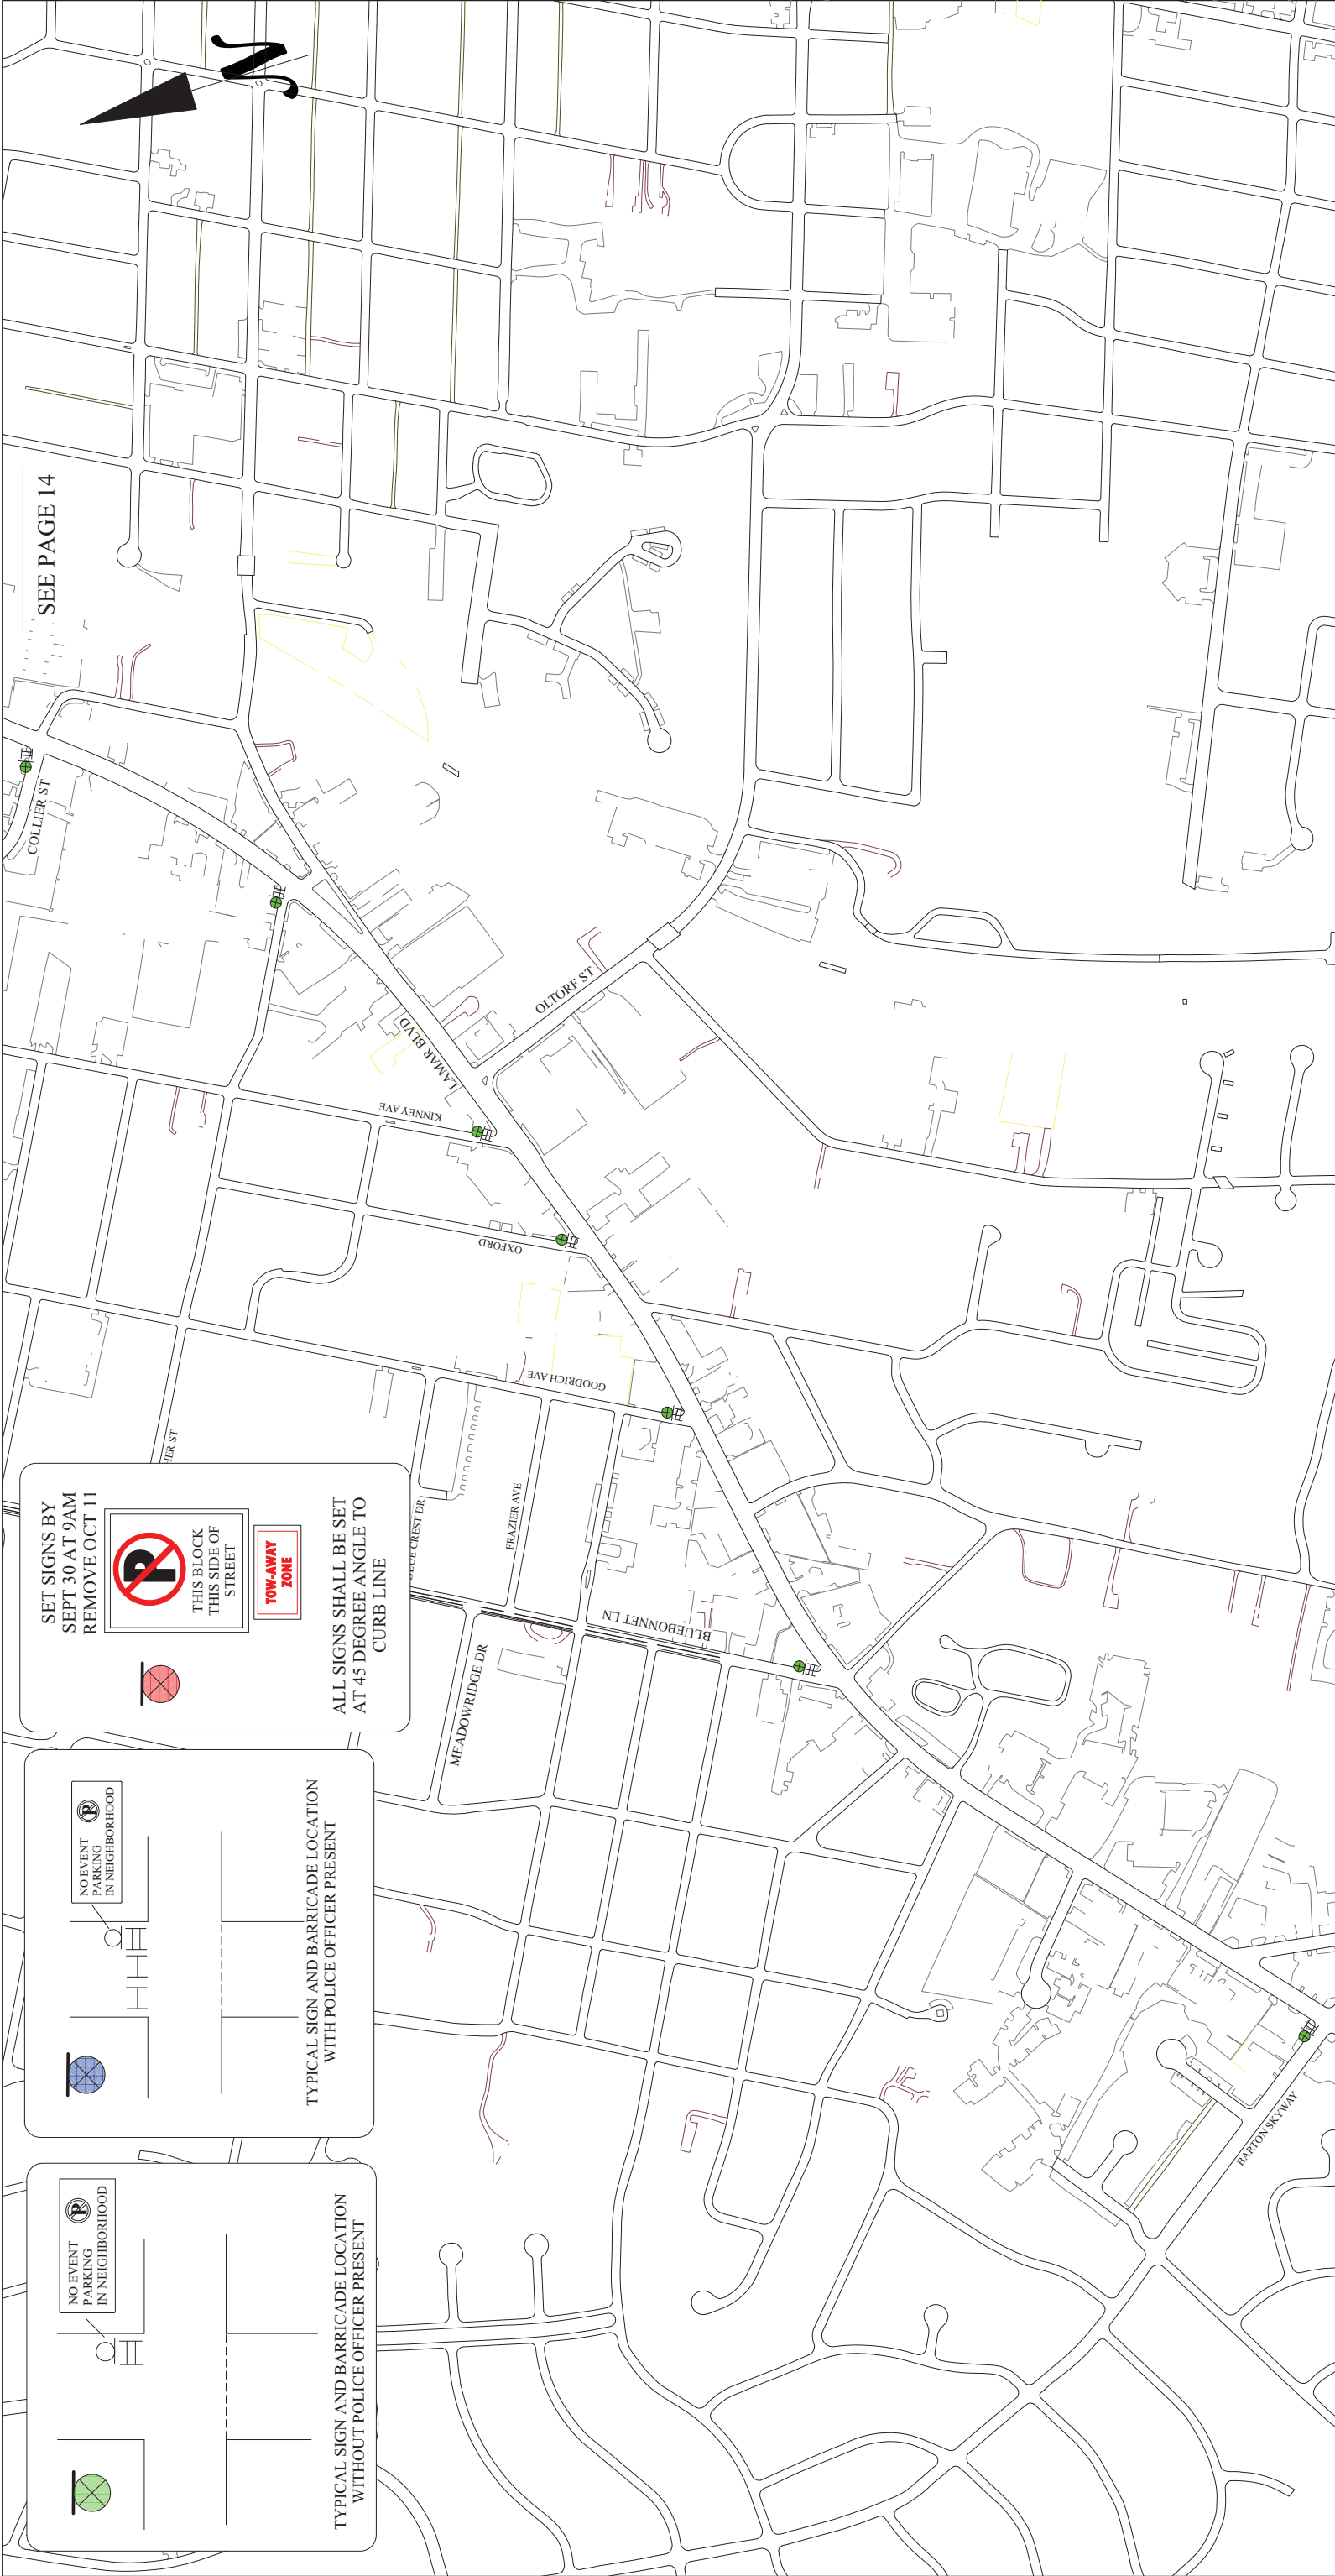 N
SEE PAGE 14
COLLIER ST
LAMAR BLVD
OLTORF ST
KINNEY AVE
OXFORD
GOODRICH AVE
HER ST
FRAZIER AVE
CREST DR
BLUEBONNET LN
MEADOWRIDGE DR
BARTON SKYWAY
SET SIGNS BY
SEPT 30 AT 9AM
REMOVE OCT 11
P
THIS BLOCK
THIS SIDE OF
STREET
TOW-AWAY
ZONE
ALL SIGNS SHALL BE SET
AT 45 DEGREE ANGLE TO
CURB LINE
NO EVENT
PARKING
IN NEIGHBORHOOD
P
TYPICAL SIGN AND BARRICADE LOCATION
WITH POLICE OFFICER PRESENT
NO EVENT
PARKING
IN NEIGHBORHOOD
P
TYPICAL SIGN AND BARRICADE LOCATION
WITHOUT POLICE OFFICER PRESENT